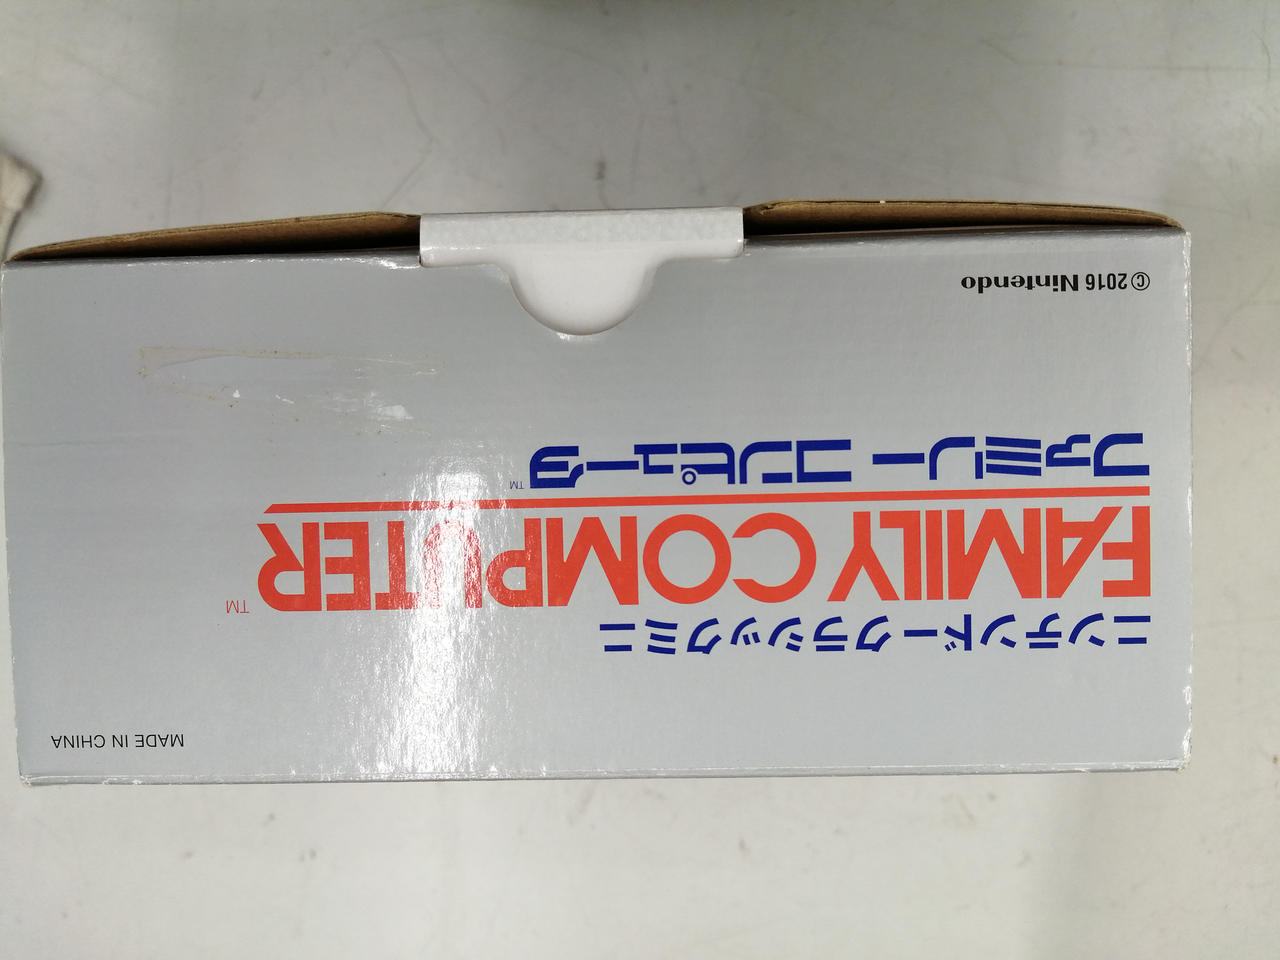 MADE IN CHINA
ニンテンドークラシックミニ
FAMILY COMPUTER™
ファミリー コンピュータ™
© 2016 Nintendo